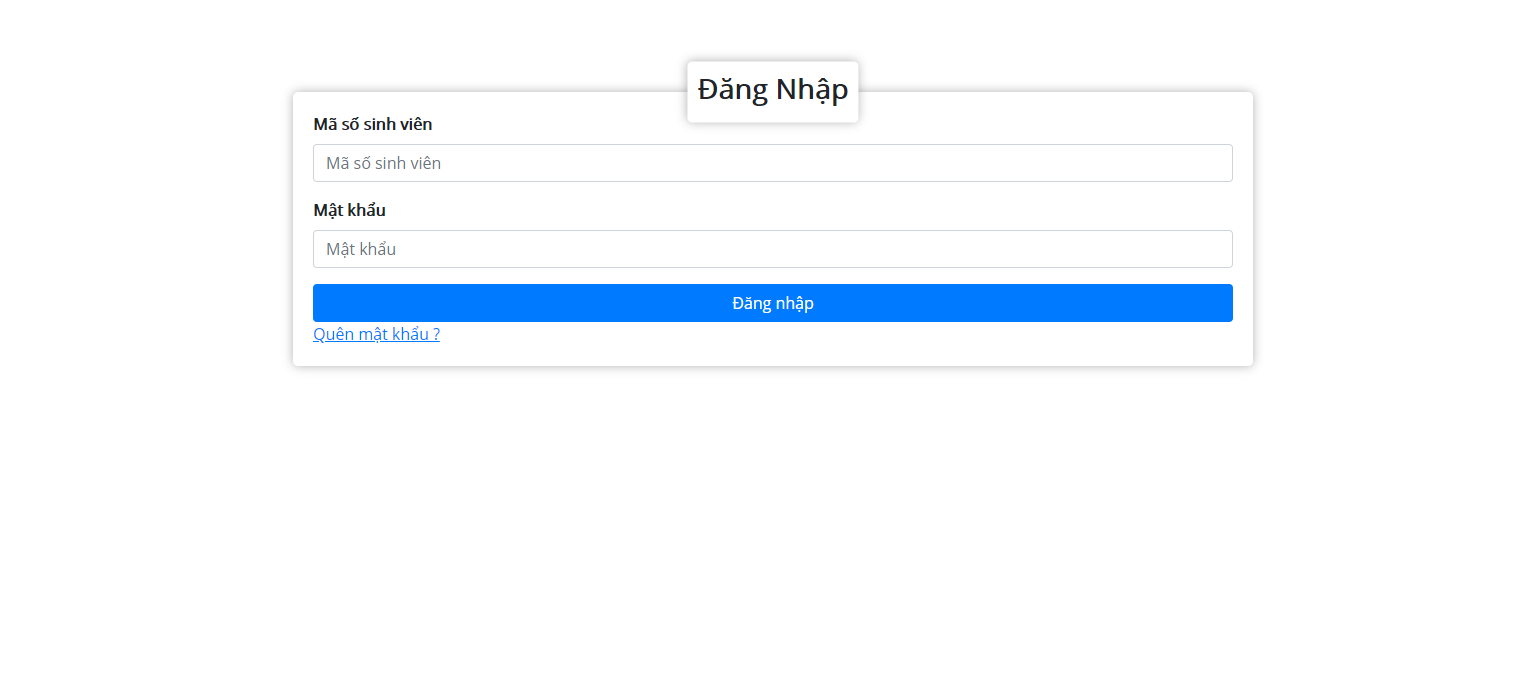 Đăng Nhập
Mã số sinh viên
Mã số sinh viên
Mật khẩu
Mật khẩu
Đăng nhập
Quên mật khẩu ?